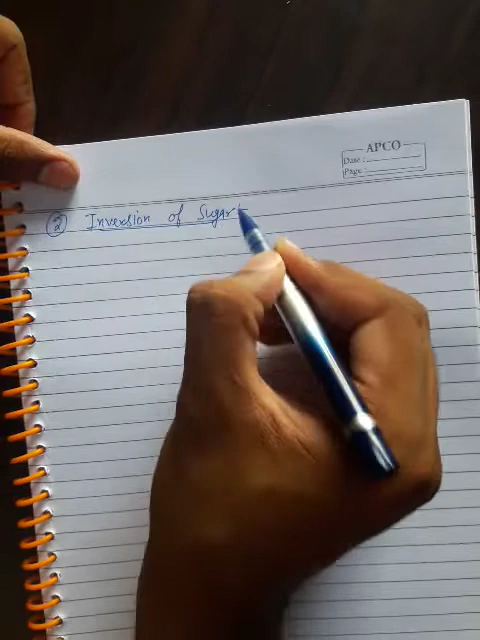 APCO
Date :
Page :
② Inversion of Sugar